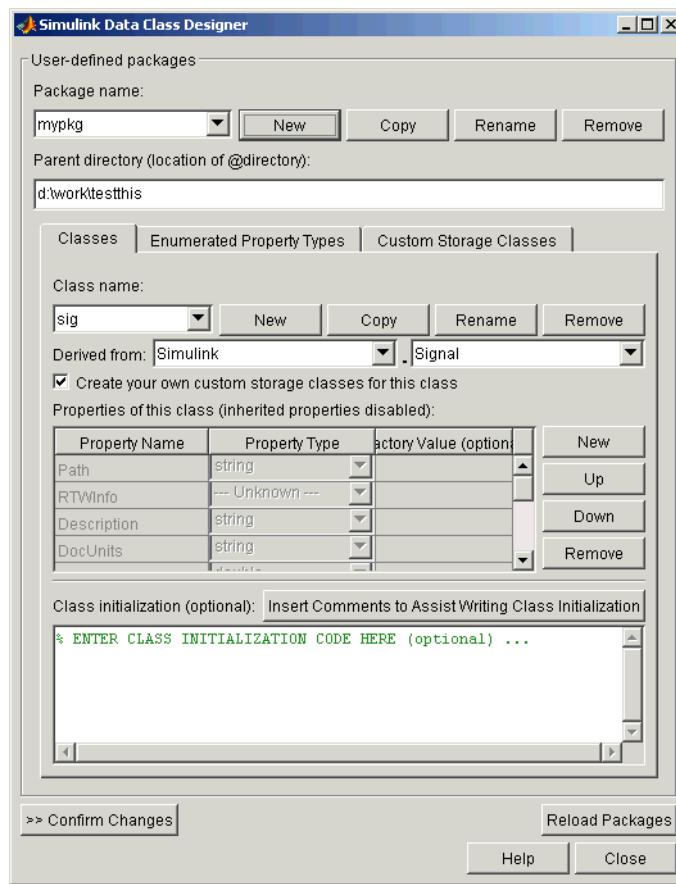 Simulink Data Class Designer
User-defined packages
Package name:
mypkg New Copy Rename Remove
Parent directory (location of @directory):
d:\work\testthis
Classes Enumerated Property Types Custom Storage Classes
Class name:
sig New Copy Rename Remove
Derived from: Simulink . Signal
Create your own custom storage classes for this class
Properties of this class (inherited properties disabled):
Property Name Property Type actory Value (option New
Path string
Up
RTWInfo --- Unknown ---
Description string Down
DocUnits string Remove
double
Class initialization (optional): Insert Comments to Assist Writing Class Initialization
% ENTER CLASS INITIALIZATION CODE HERE (optional) ...
>> Confirm Changes Reload Packages
Help Close